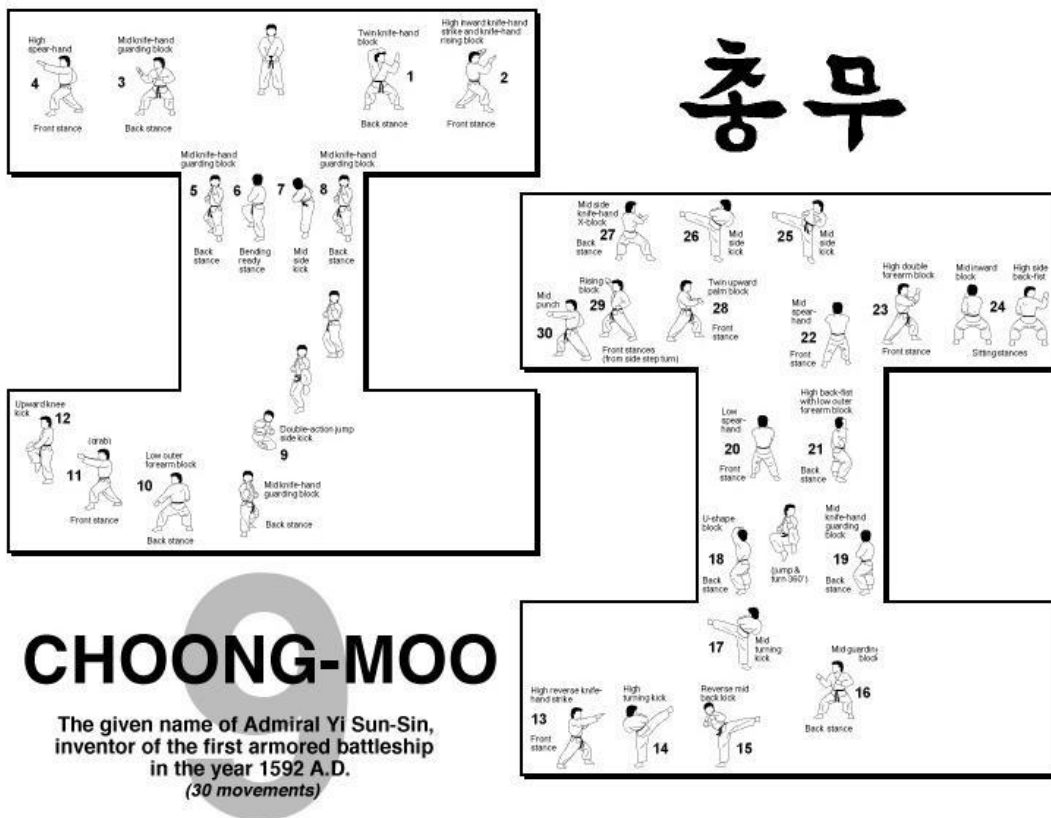 총무
High
spear-hand
4
Front stance
Mid knife-hand
guarding block
3
Back stance
Twin knife-hand
block
1
Back stance
High inward knife-hand
strike and knife-hand
rising block
2
Front stance
Mid knife-hand
guarding block
5
Back
stance
6
Bending
ready
stance
7
Mid
side
kick
Mid knife-hand
guarding block
8
Back
stance
Double-action jump
side kick
9
Mid knife-hand
guarding block
Back stance
Low outer
forearm block
10
Back stance
(grab)
11
Front stance
Upward knee
kick
12
9
CHOONG-MOO
The given name of Admiral Yi Sun-Sin,
inventor of the first armored battleship
in the year 1592 A.D.
(30 movements)
Mid side
knife-hand
X-block
27
Back
stance
26
Mid
side
kick
25
Mid
side
kick
Mid
punch
30
Rising
block
29
Front stances
(from side step turn)
Twin upward
palm block
28
Front
stance
Mid
spear-
hand
22
Front
stance
High double
forearm block
23
Front stance
Mid inward
block
24
High side
back-fist
Sitting stances
Low
spear-
hand
20
Front
stance
High back-fist
with low outer
forearm block
21
Back
stance
U-shape
block
18
Back
stance
(jump &
turn 360°)
Mid
knife-hand
guarding
block
19
Back
stance
17
Mid
turning
kick
High reverse knife-
hand strike
13
Front
stance
High
turning kick
14
Reverse mid
back kick
15
Mid guarding
block
16
Back stance